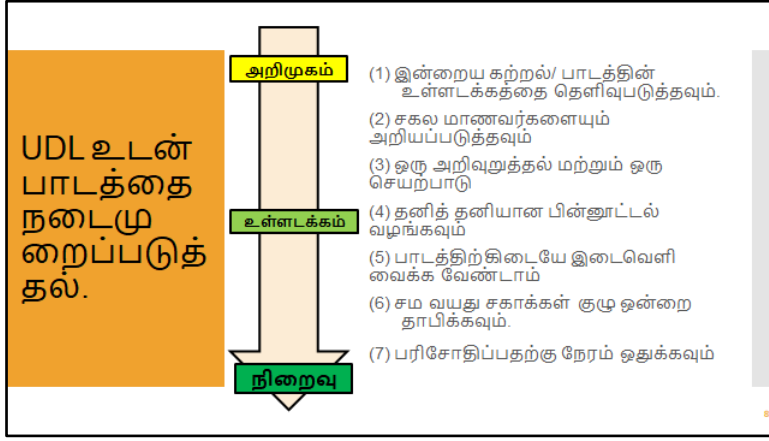 UDL உடன்
பாடத்தை
நடைமு
றைப்படுத்
தல்.
அறிமுகம்
உள்ளடக்கம்
நிறைவு
(1) இன்றைய கற்றல்/ பாடத்தின்
உள்ளடக்கத்தை தெளிவுபடுத்தவும்.
(2) சகல மாணவர்களையும்
அறியப்படுத்தவும்
(3) ஒரு அறிவுறுத்தல் மற்றும் ஒரு
செயற்பாடு
(4) தனித் தனியான பின்னூட்டல்
வழங்கவும்
(5) பாடத்திற்கிடையே இடைவெளி
வைக்க வேண்டாம்
(6) சம வயது சகாக்கள் குழு ஒன்றை
தாபிக்கவும்.
(7) பரிசோதிப்பதற்கு நேரம் ஒதுக்கவும்
8